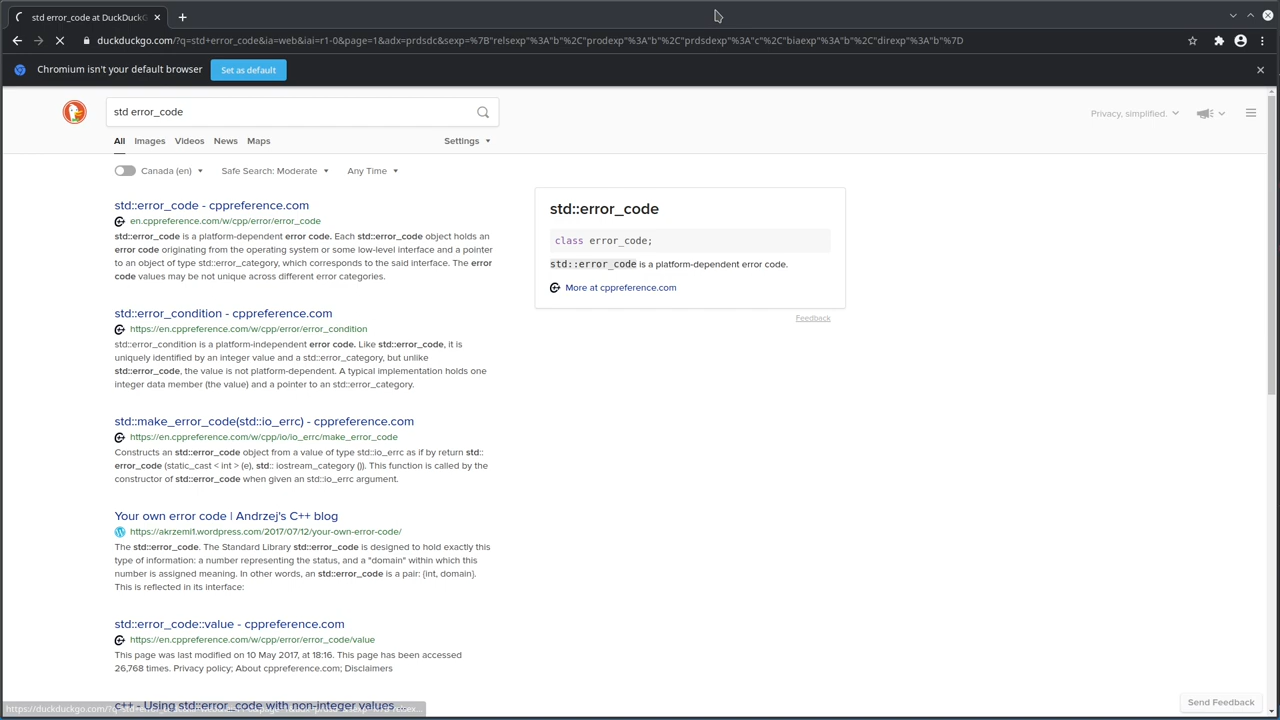 std error_code at DuckDuckG
duckduckgo.com/?q=std+error_code&ia=web&iai=r1-0&page=1&adx=prdsdc&sexp=%7B"relsexp"%3A"b"%2C"prodexp"%3A"b"%2C"prdsdexp"%3A"c"%2C"biaexp"%3A"b"%2C"direxp"%3A"b"%7D
Chromium isn't your default browser
Set as default
std error_code
Privacy, simplified.
All
Images
Videos
News
Maps
Settings
Canada (en)
Safe Search: Moderate
Any Time
std::error_code - cppreference.com
en.cppreference.com/w/cpp/error/error_code
std::error_code is a platform-dependent error code. Each std::error_code object holds an
error code originating from the operating system or some low-level interface and a pointer
to an object of type std::error_category, which corresponds to the said interface. The error
code values may be not unique across different error categories.
std::error_condition - cppreference.com
https://en.cppreference.com/w/cpp/error/error_condition
std::error_condition is a platform-independent error code. Like std::error_code, it is
uniquely identified by an integer value and a std::error_category, but unlike
std::error_code, the value is not platform-dependent. A typical implementation holds one
integer data member (the value) and a pointer to an std::error_category.
std::make_error_code(std::io_errc) - cppreference.com
https://en.cppreference.com/w/cpp/io/io_errc/make_error_code
Constructs an std::error_code object from a value of type std::io_errc as if by return std::
error_code (static_cast < int > (e), std:: iostream_category ()). This function is called by the
constructor of std::error_code when given an std::io_errc argument.
Your own error code | Andrzej's C++ blog
https://akrzemi1.wordpress.com/2017/07/12/your-own-error-code/
The std::error_code. The Standard Library std::error_code is designed to hold exactly this
type of information: a number representing the status, and a "domain" within which this
number is assigned meaning. In other words, an std::error_code is a pair: {int, domain}.
This is reflected in its interface:
std::error_code::value - cppreference.com
https://en.cppreference.com/w/cpp/error/error_code/value
This page was last modified on 10 May 2017, at 18:16. This page has been accessed
26,768 times. Privacy policy; About cppreference.com; Disclaimers
c++ - Using std::error_code with non-integer values
std::error_code
class error_code;
std::error_code is a platform-dependent error code.
More at cppreference.com
Feedback
Send Feedback